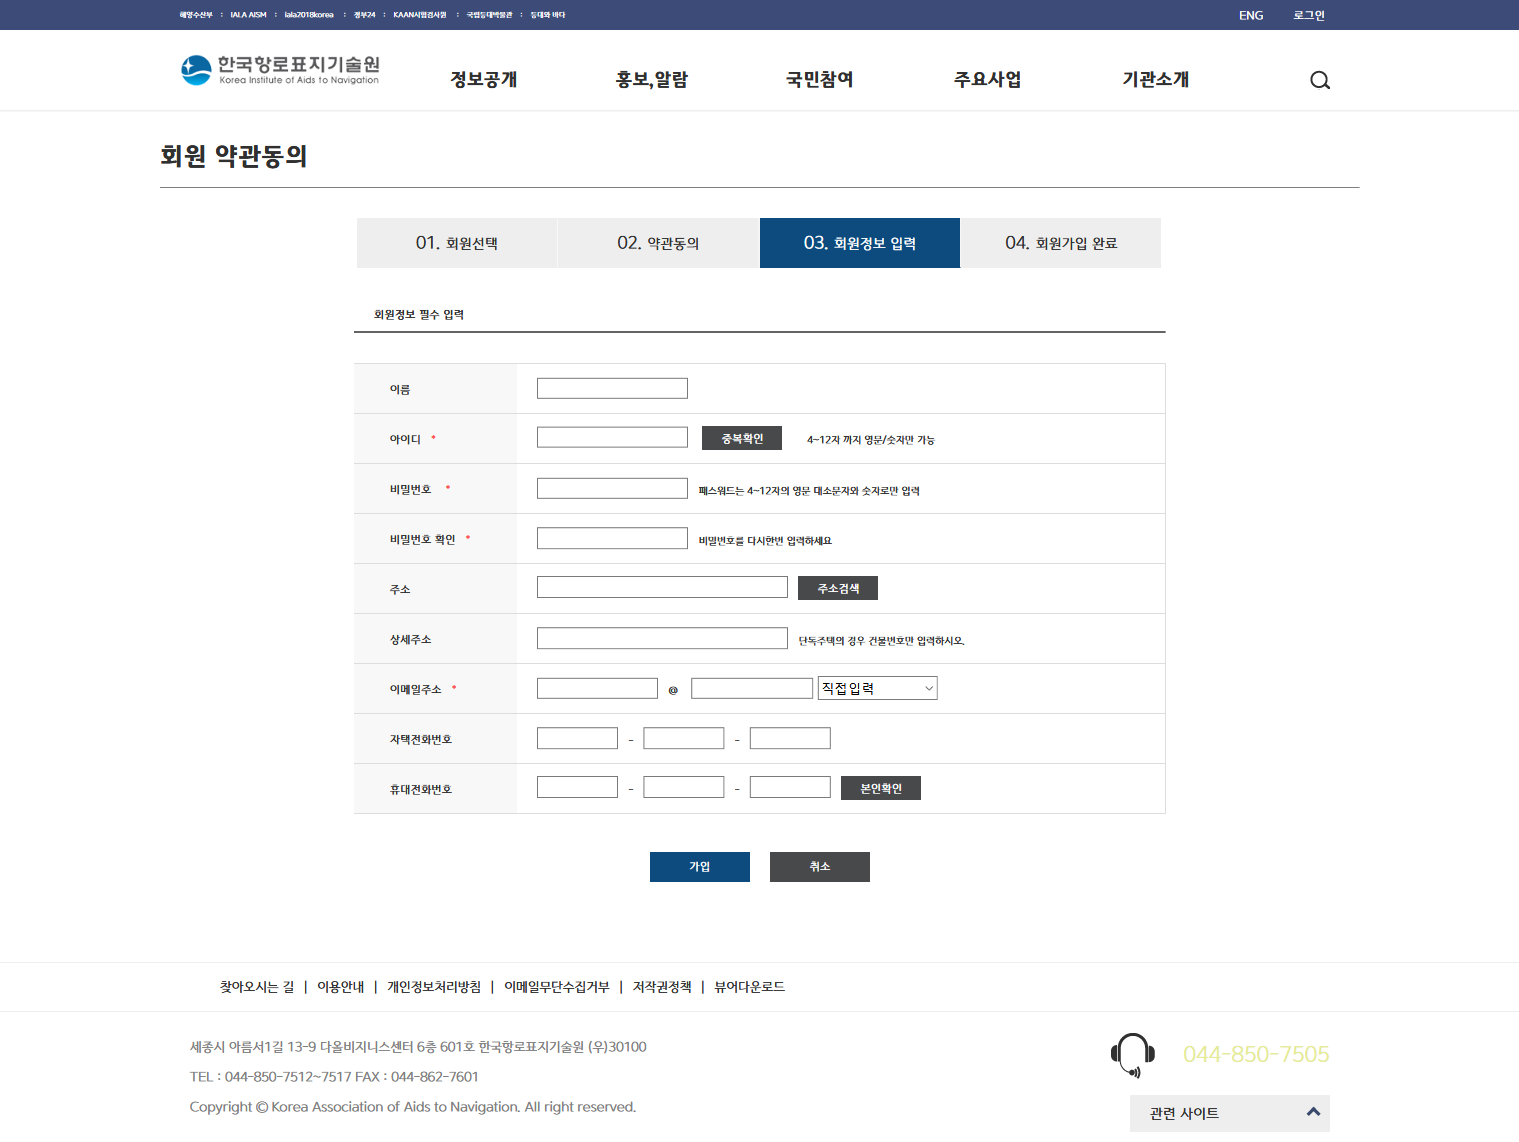 해양수산부 : IALA AISM : iala2018korea : 정부24 : KAAN시험검사원 : 국립등대박물관 : 등대와 바다
ENG 로그인
한국항로표지기술원
Korea Institute of Aids to Navigation
정보공개 홍보,알람 국민참여 주요사업 기관소개
회원 약관동의
01. 회원선택 02. 약관동의 03. 회원정보 입력 04. 회원가입 완료
회원정보 필수 입력
이름
아이디 * 중복확인 4~12자 까지 영문/숫자만 가능
비밀번호 * 패스워드는 4~12자의 영문 대소문자와 숫자로만 입력
비밀번호 확인 * 비밀번호를 다시한번 입력하세요
주소 주소검색
상세주소 단독주택의 경우 건물번호만 입력하시오.
이메일주소 * @ 직접입력
자택전화번호 - -
휴대전화번호 - - 본인확인
가입 취소
찾아오시는 길 | 이용안내 | 개인정보처리방침 | 이메일무단수집거부 | 저작권정책 | 뷰어다운로드
세종시 아름서1길 13-9 다올비지니스센터 6층 601호 한국항로표지기술원 (우)30100
044-850-7505
TEL : 044-850-7512~7517 FAX : 044-862-7601
Copyright © Korea Association of Aids to Navigation. All right reserved.
관련 사이트